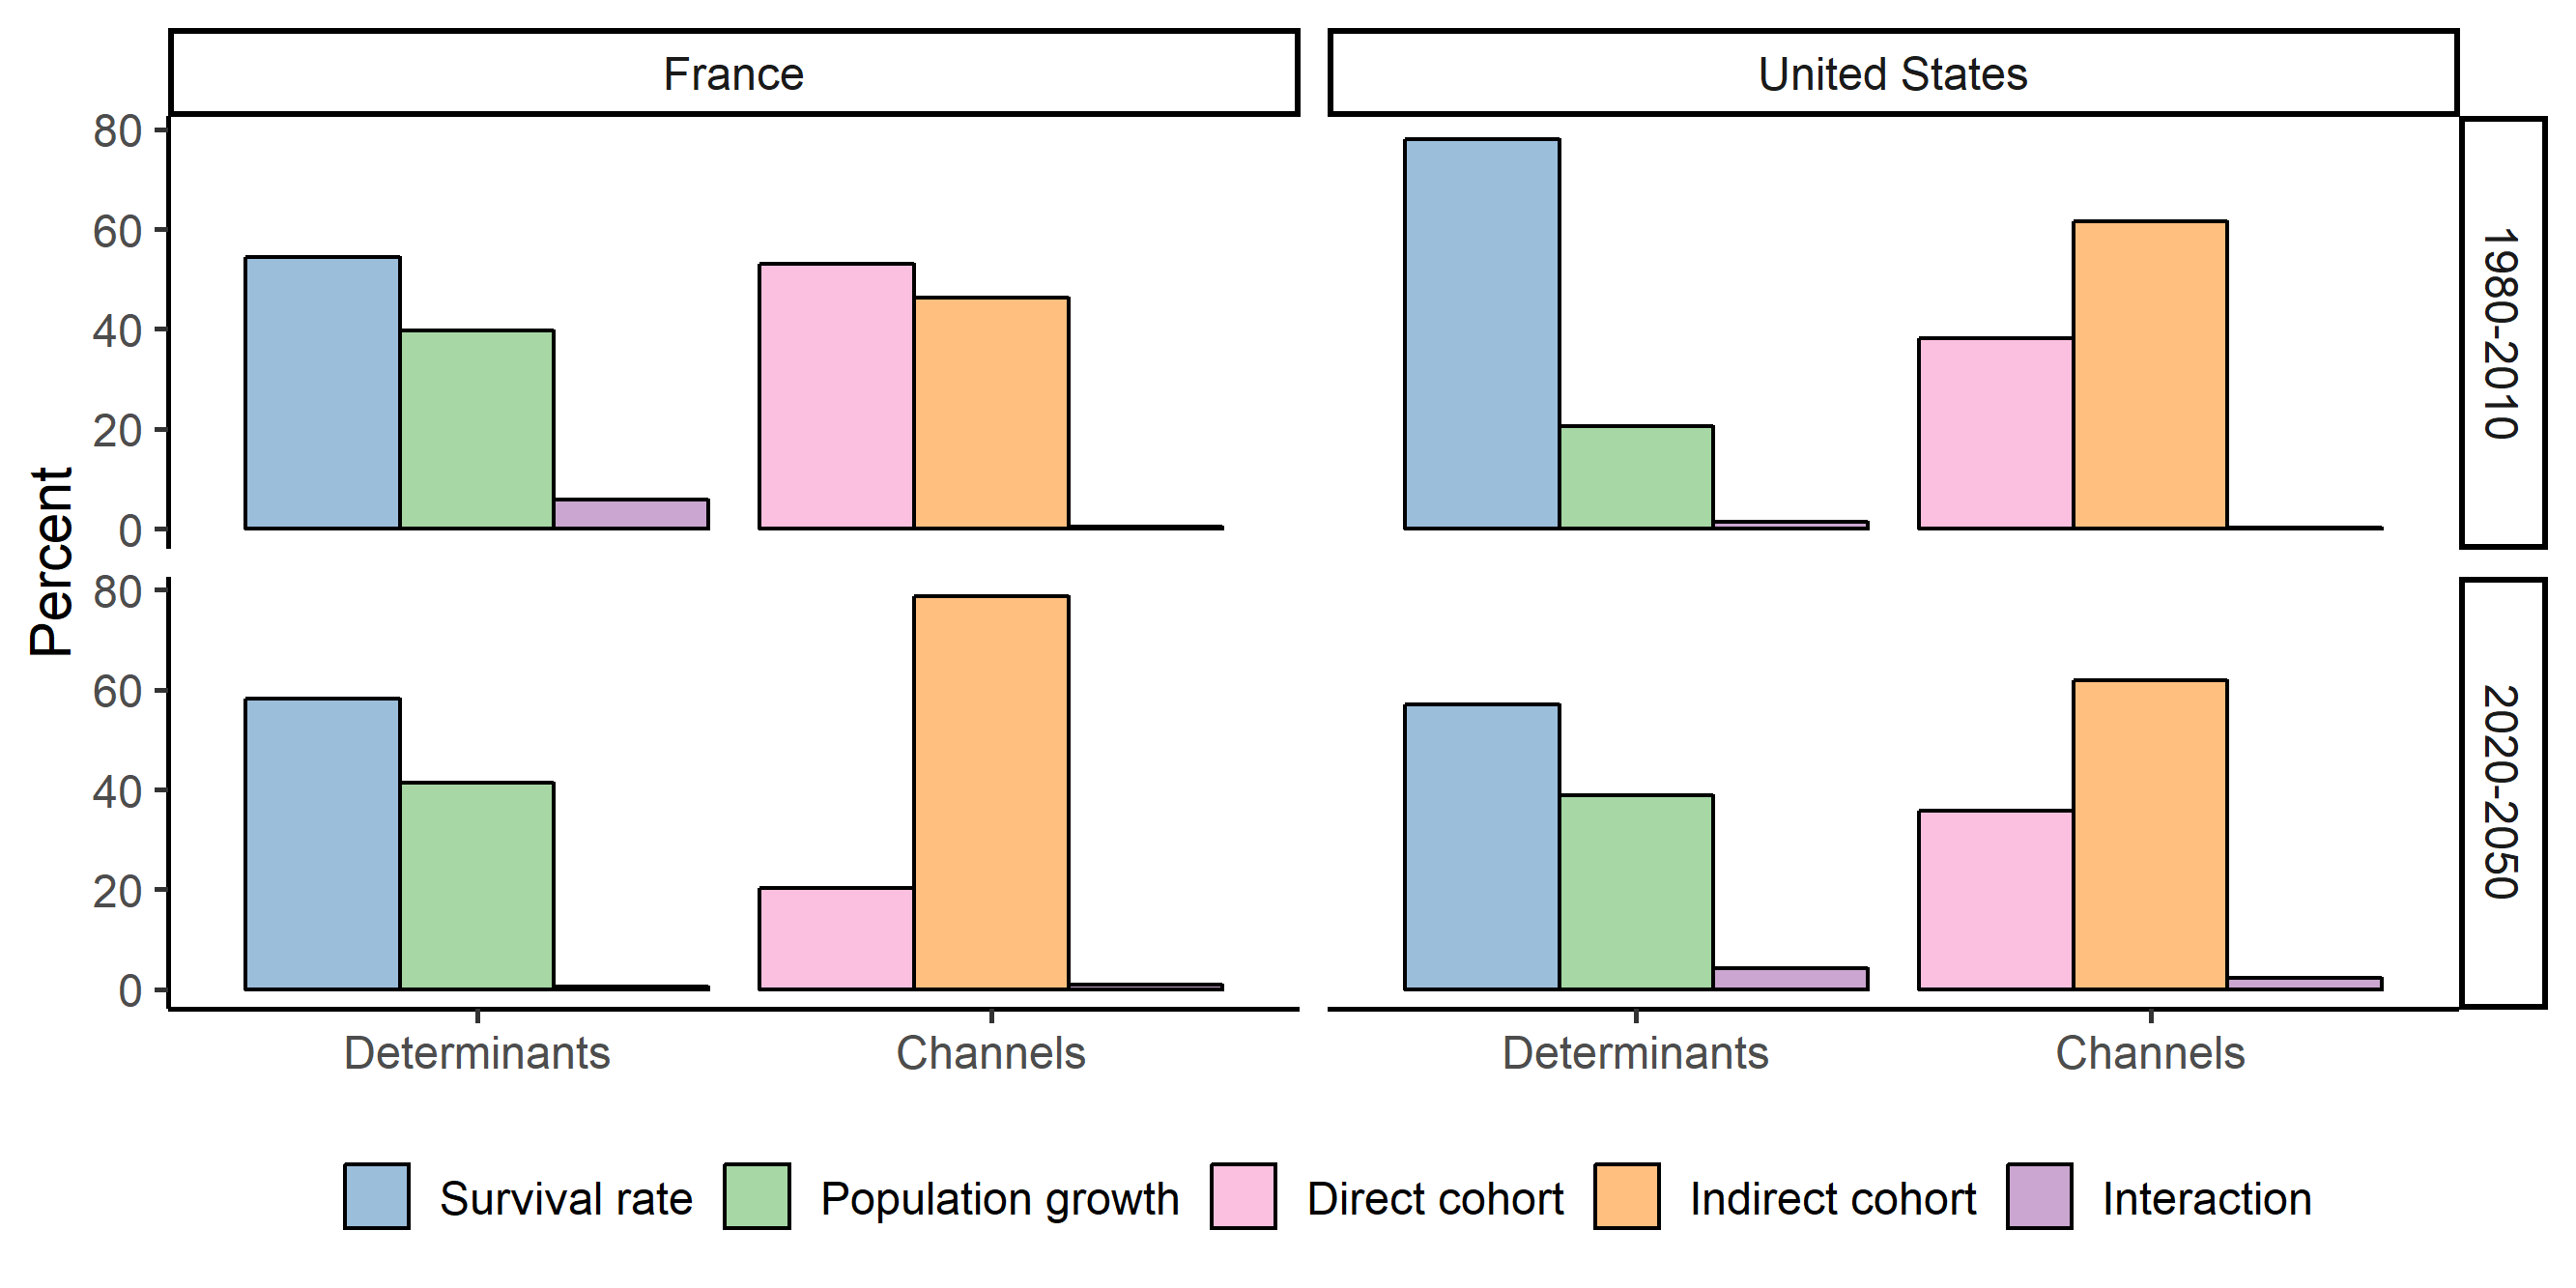 France
United States
80
60
40
20
0
1980-2010
Percent
80
60
40
20
0
2020-2050
Determinants
Channels
Determinants
Channels
Survival rate
Population growth
Direct cohort
Indirect cohort
Interaction